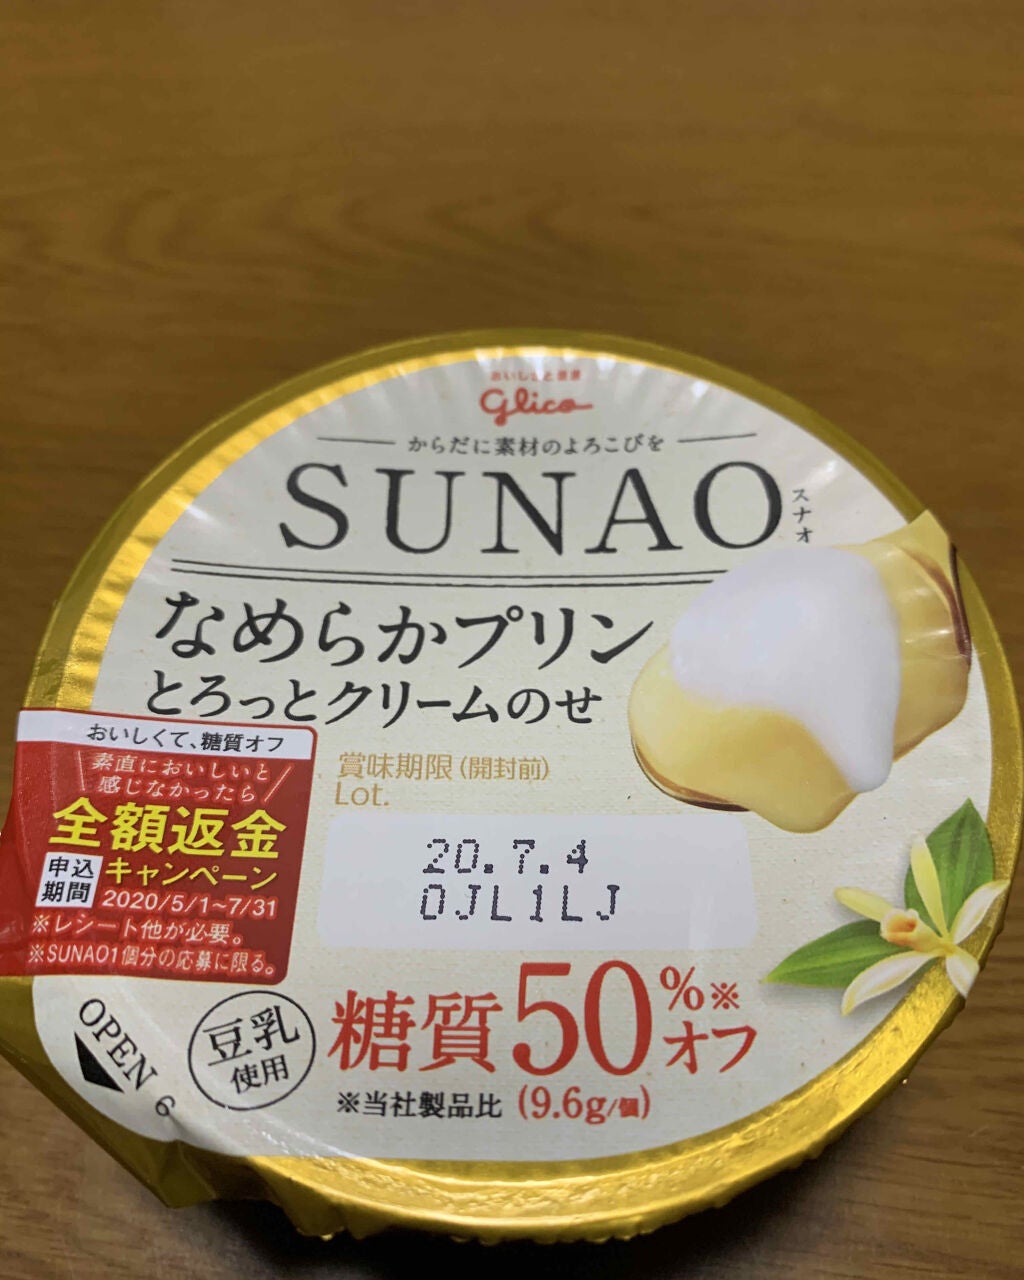 おいしさと健康
Glico
からだに素材のよろこびを
SUNAO
スナオ
なめらかプリン
とろっとクリームのせ
おいしくて、糖質オフ
素直においしいと
感じなかったら
全額返金
申込期間
キャンペーン
2020/5/1~7/31
※レシート他が必要。
※SUNAO1個分の応募に限る。
賞味期限(開封前)
Lot.
20.7.4
0JL1LJ
OPEN
6
豆乳
使用
糖質50%※オフ
※当社製品比 (9.6g/個)